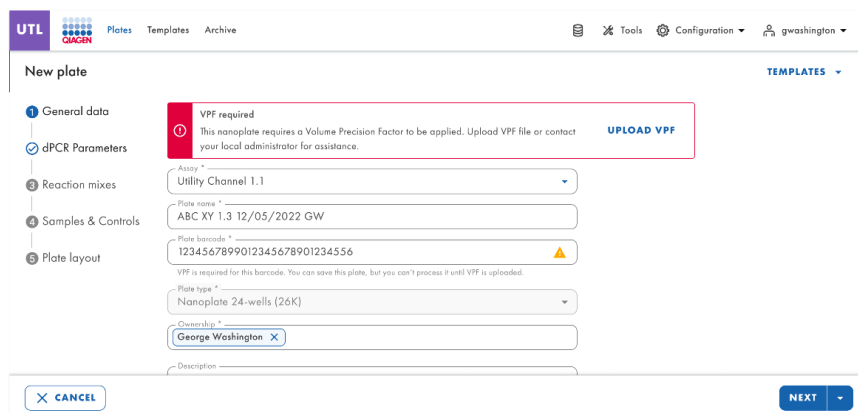 UTL
QIAGEN
Plates
Templates
Archive
Tools
Configuration
gwashington
New plate
TEMPLATES
1 General data
dPCR Parameters
3 Reaction mixes
4 Samples & Controls
5 Plate layout
VPF required
This nanoplate requires a Volume Precision Factor to be applied. Upload VPF file or contact
your local administrator for assistance.
UPLOAD VPF
Assay *
Utility Channel 1.1
Plate name *
ABC XY 1.3 12/05/2022 GW
Plate barcode *
1234567899012345678901234556
VPF is required for this barcode. You can save this plate, but you can't process it until VPF is uploaded.
Plate type *
Nanoplate 24-wells (26K)
Ownership *
George Washington
Description
CANCEL
NEXT